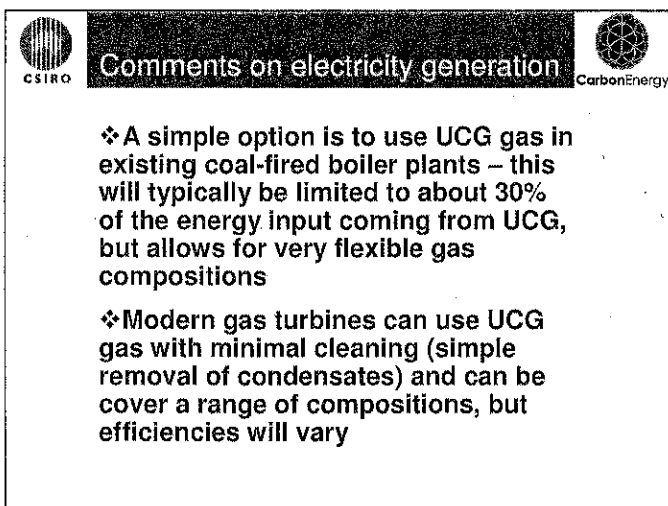 CSIRO
Comments on electricity generation
CarbonEnergy
❖A simple option is to use UCG gas in
existing coal-fired boiler plants – this
will typically be limited to about 30%
of the energy input coming from UCG,
but allows for very flexible gas
compositions
❖Modern gas turbines can use UCG
gas with minimal cleaning (simple
removal of condensates) and can be
cover a range of compositions, but
efficiencies will vary